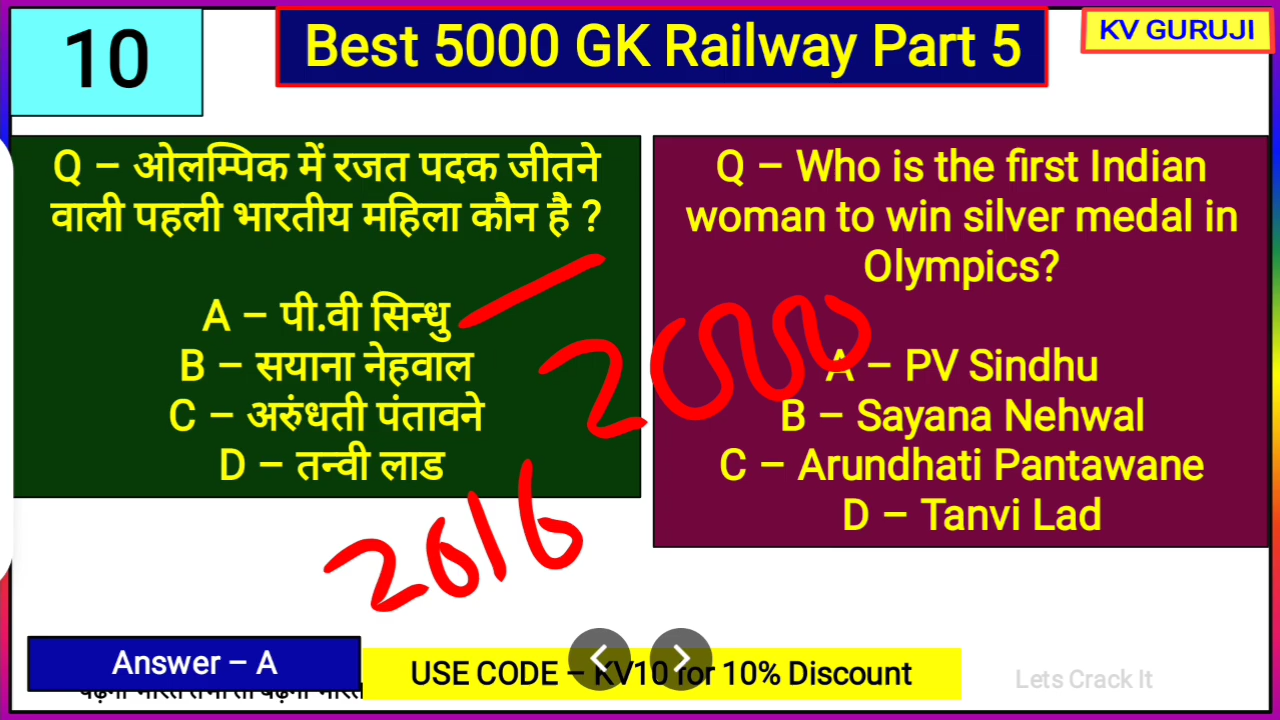 10
Best 5000 GK Railway Part 5
KV GURUJI
Q – ओलम्पिक में रजत पदक जीतने
वाली पहली भारतीय महिला कौन है ?
A – पी.वी सिन्धु
B – सयाना नेहवाल
C – अरुंधती पंतावने
D – तन्वी लाड
Q – Who is the first Indian
woman to win silver medal in
Olympics?
A – PV Sindhu
B – Sayana Nehwal
C – Arundhati Pantawane
D – Tanvi Lad
2000
2016
Answer – A
USE CODE – KV10 for 10% Discount
Lets Crack It